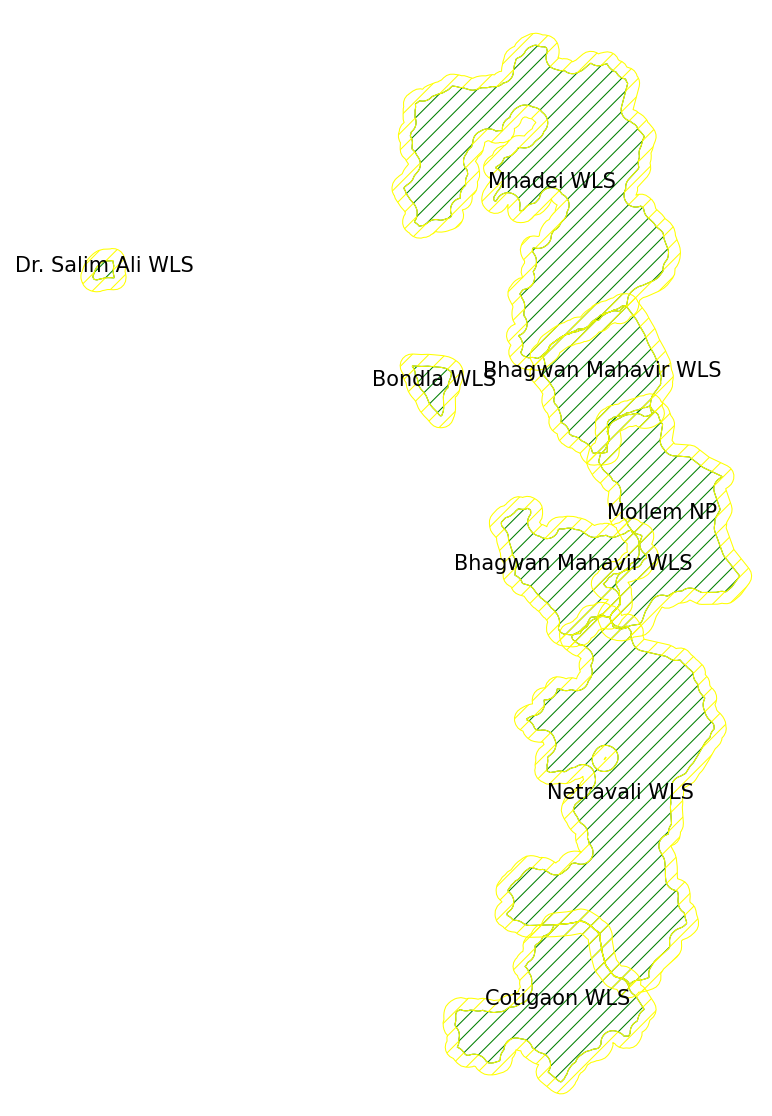 Mhadei WLS
Dr. Salim Ali WLS
Bhagwan Mahavir WLS
Bondla WLS
Mollem NP
Bhagwan Mahavir WLS
Netravali WLS
Cotigaon WLS